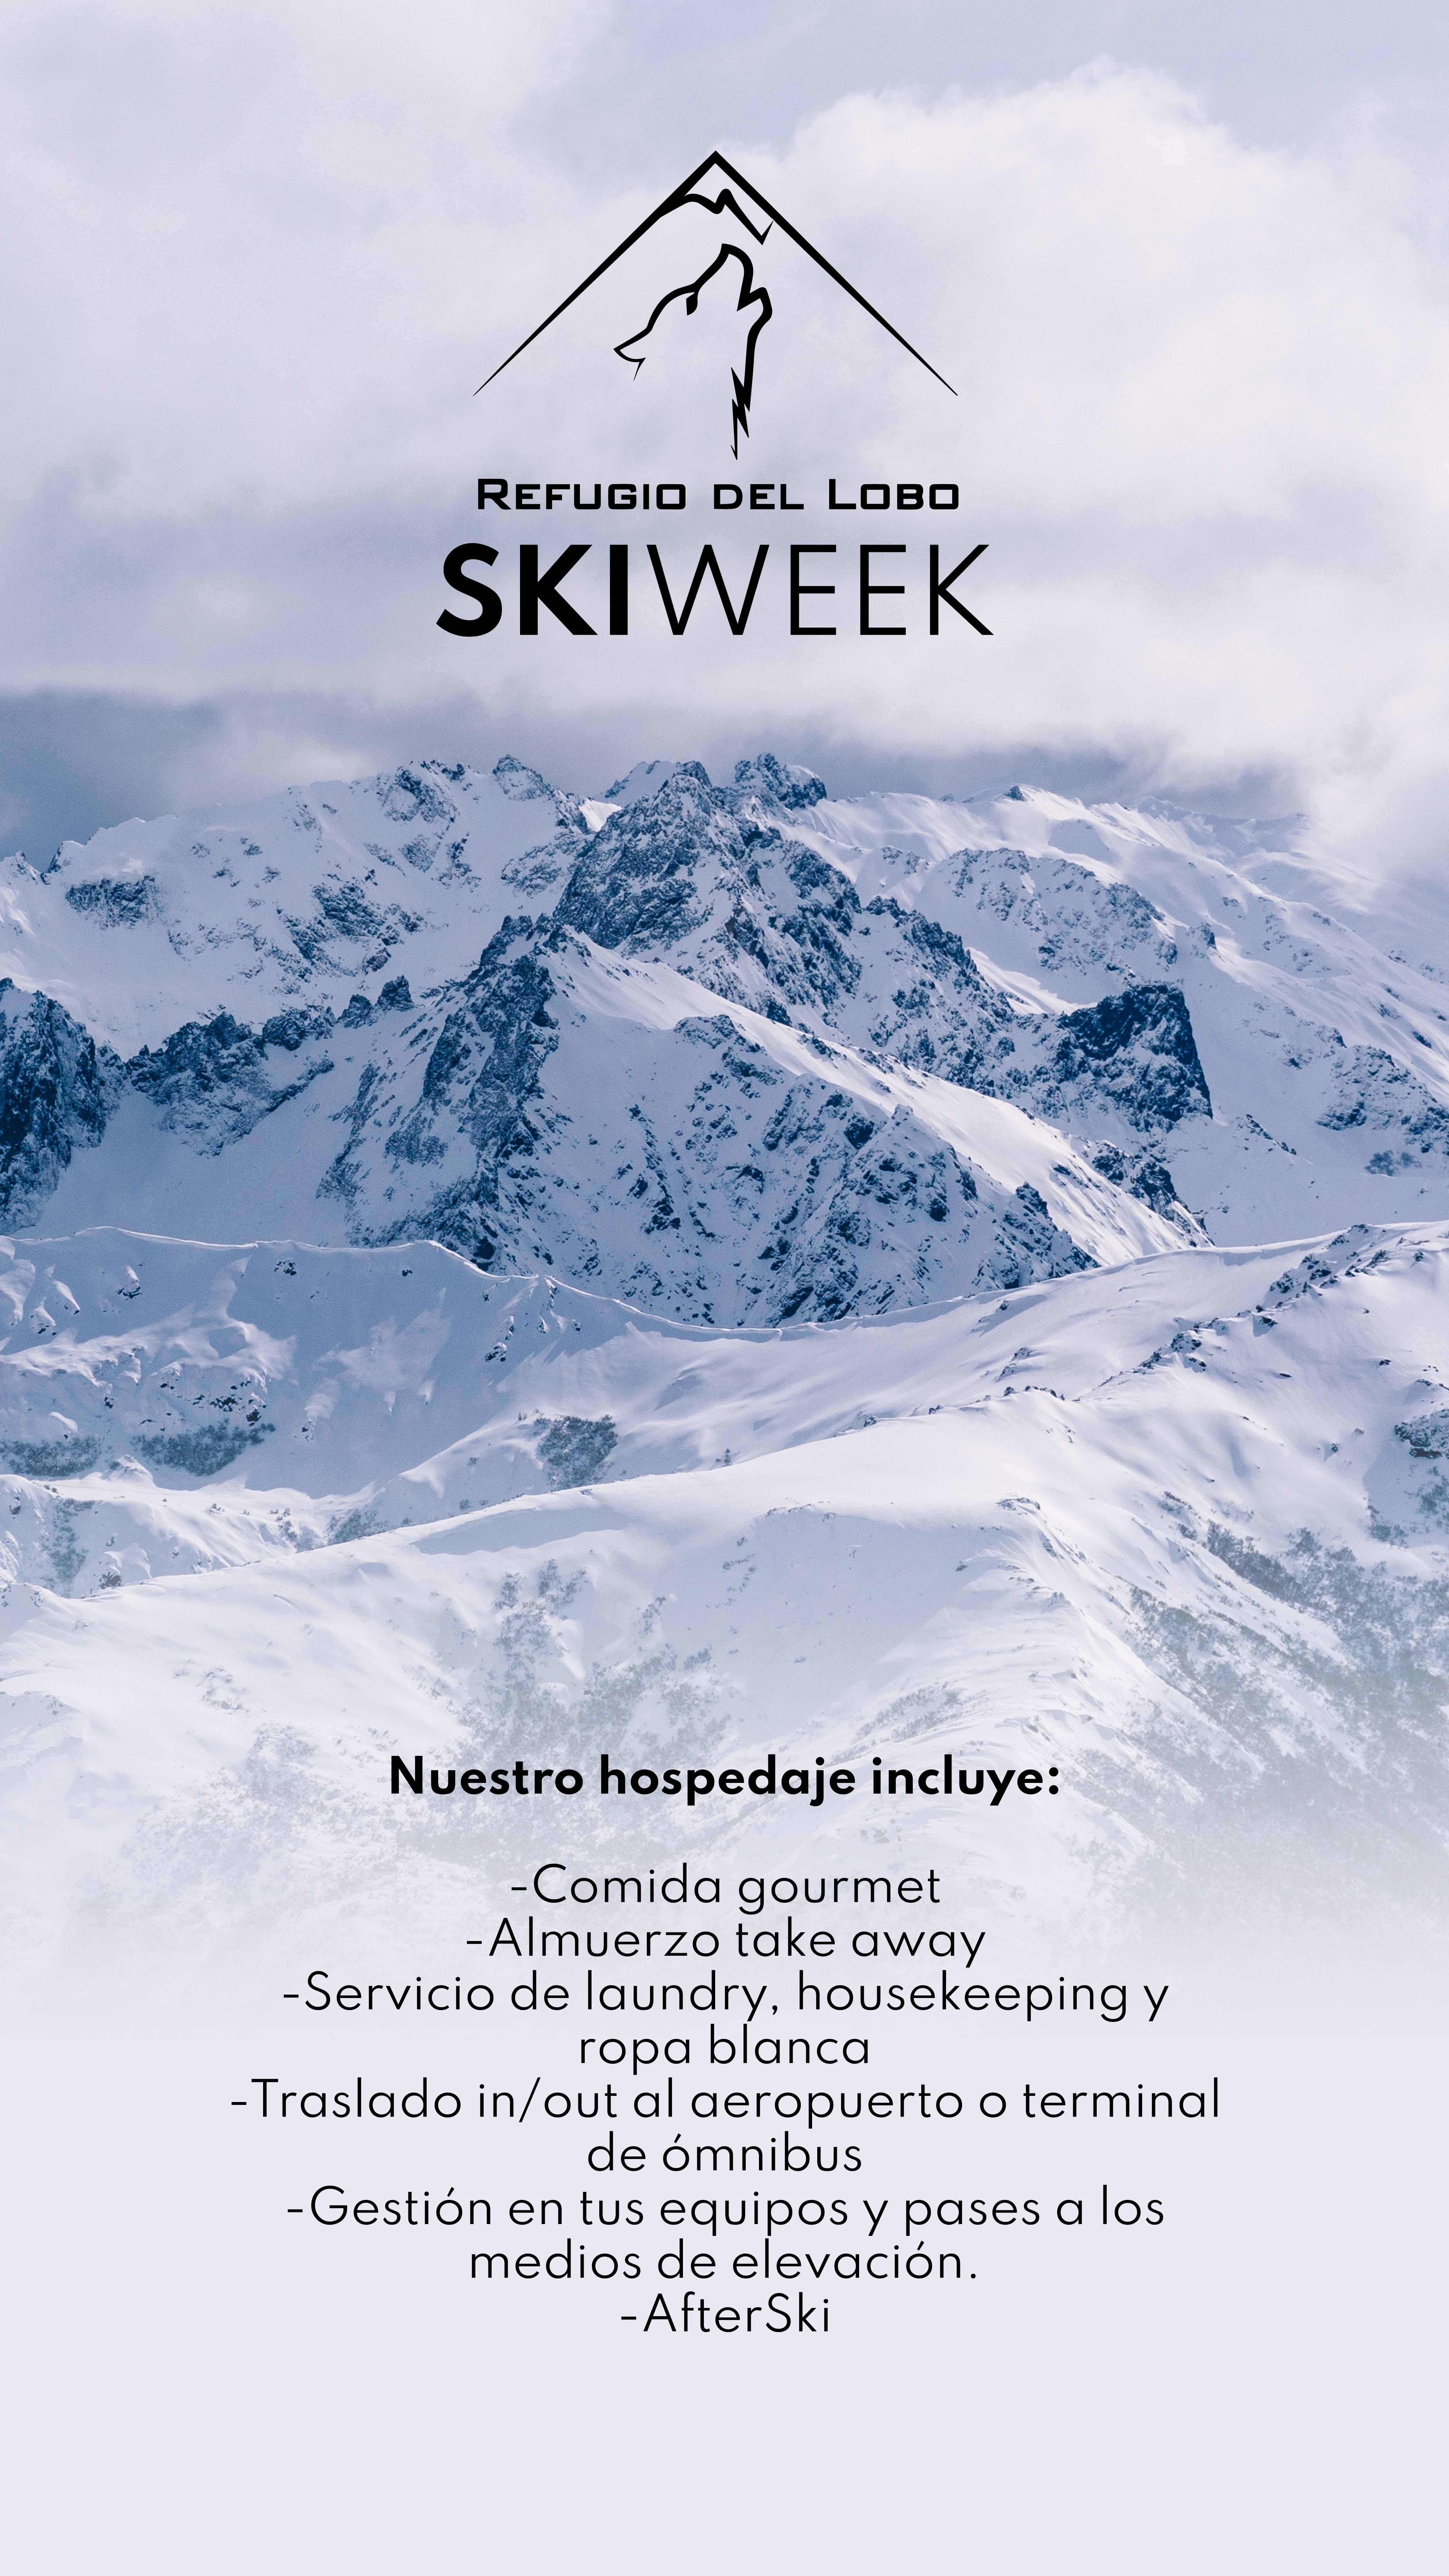 Refugio del Lobo
SKIWEEK
Nuestro hospedaje incluye:
-Comida gourmet
-Almuerzo take away
-Servicio de laundry, housekeeping y
ropa blanca
-Traslado in/out al aeropuerto o terminal
de ómnibus
-Gestión en tus equipos y pases a los
medios de elevación.
-AfterSki